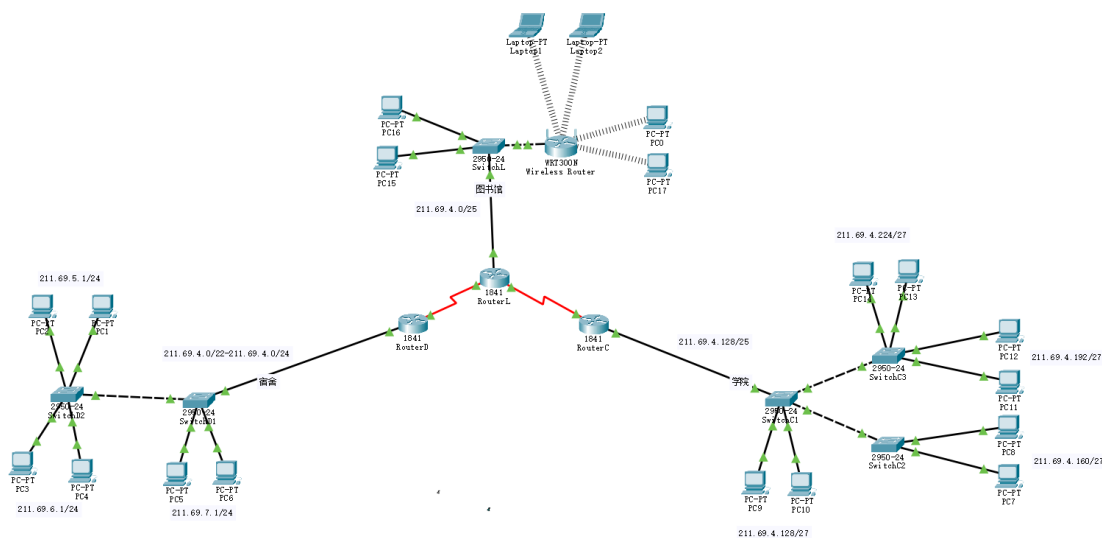 Laptop-PT
Laptop1
Laptop-PT
Laptop2
PC-PT
PC16
PC-PT
PC0
2950-24
SwitchL
WRT300N
Wireless Router
PC-PT
PC15
PC-PT
PC17
图书馆
211.69.4.0/25
211.69.4.224/27
211.69.5.1/24
PC-PT
PC14
PC-PT
PC13
1841
RouterL
PC-PT
PC2
PC-PT
PC1
1841
RouterD
1841
RouterC
211.69.4.128/25
PC-PT
PC12
211.69.4.0/22-211.69.4.0/24
211.69.4.192/27
2950-24
SwitchC3
宿舍
学院
PC-PT
PC11
2950-24
SwitchD2
2950-24
SwitchD1
2950-24
SwitchC1
PC-PT
PC8
2950-24
SwitchC2
211.69.4.160/27
PC-PT
PC3
PC-PT
PC4
PC-PT
PC5
PC-PT
PC6
PC-PT
PC9
PC-PT
PC10
PC-PT
PC7
211.69.6.1/24
211.69.7.1/24
211.69.4.128/27